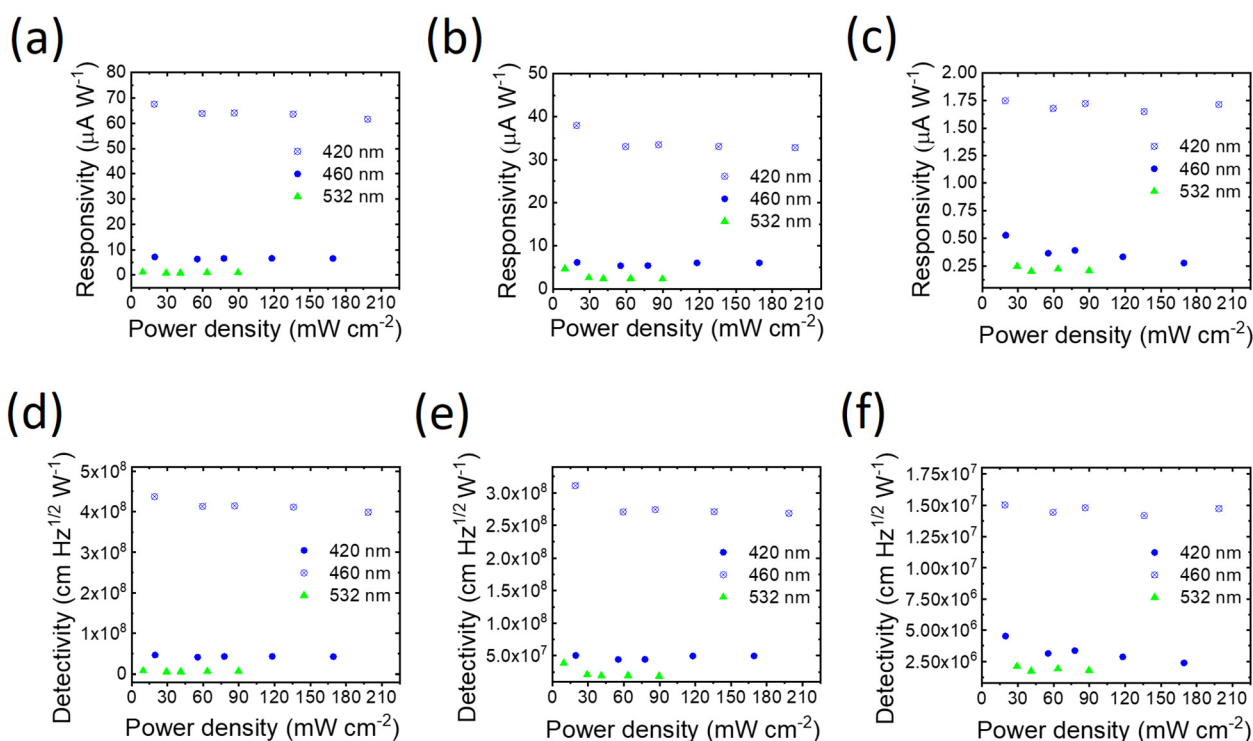 (a)
(b)
(c)
Responsivity (μA W⁻¹)
80
70
60
50
40
30
20
10
0
420 nm
460 nm
532 nm
0 30 60 90 120 150 180 210
Power density (mW cm⁻²)
Responsivity (μA W⁻¹)
50
40
30
20
10
0
420 nm
460 nm
532 nm
0 30 60 90 120 150 180 210
Power density (mW cm⁻²)
Responsivity (μA W⁻¹)
2.00
1.75
1.50
1.25
1.00
0.75
0.50
0.25
420 nm
460 nm
532 nm
0 30 60 90 120 150 180 210
Power density (mW cm⁻²)
(d)
(e)
(f)
Detectivity (cm Hz¹/² W⁻¹)
5x10⁸
4x10⁸
3x10⁸
2x10⁸
1x10⁸
0
420 nm
460 nm
532 nm
0 30 60 90 120 150 180 210
Power density (mW cm⁻²)
Detectivity (cm Hz¹/² W⁻¹)
3.0x10⁸
2.5x10⁸
2.0x10⁸
1.5x10⁸
1.0x10⁸
5.0x10⁷
420 nm
460 nm
532 nm
0 30 60 90 120 150 180 210
Power density (mW cm⁻²)
Detectivity (cm Hz¹/² W⁻¹)
1.75x10⁷
1.50x10⁷
1.25x10⁷
1.00x10⁷
7.50x10⁶
5.00x10⁶
2.50x10⁶
420 nm
460 nm
532 nm
0 30 60 90 120 150 180 210
Power density (mW cm⁻²)